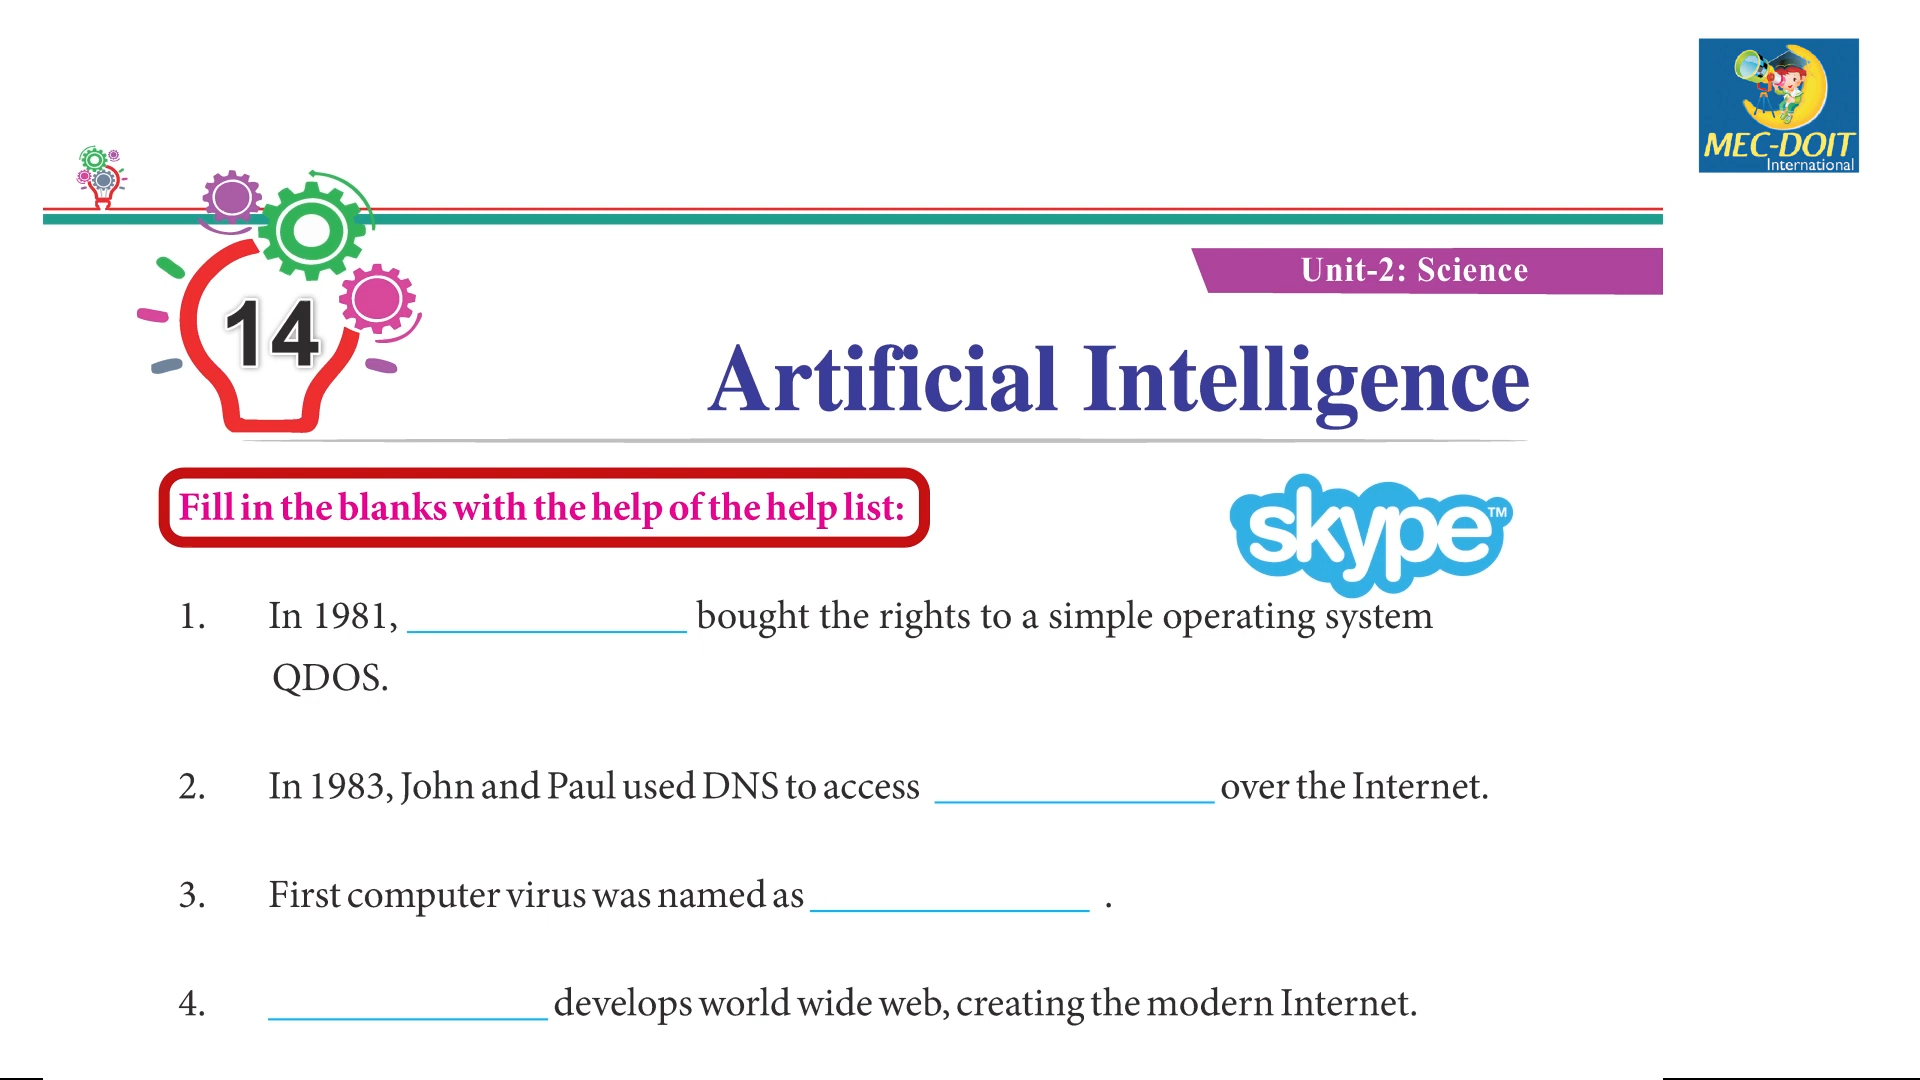 MEC-DOIT
International
Unit-2: Science
14
Artificial Intelligence
Fill in the blanks with the help of the help list:
skype™
1. In 1981, ______________ bought the rights to a simple operating system
QDOS.
2. In 1983, John and Paul used DNS to access ______________ over the Internet.
3. First computer virus was named as ______________ .
4. ______________ develops world wide web, creating the modern Internet.